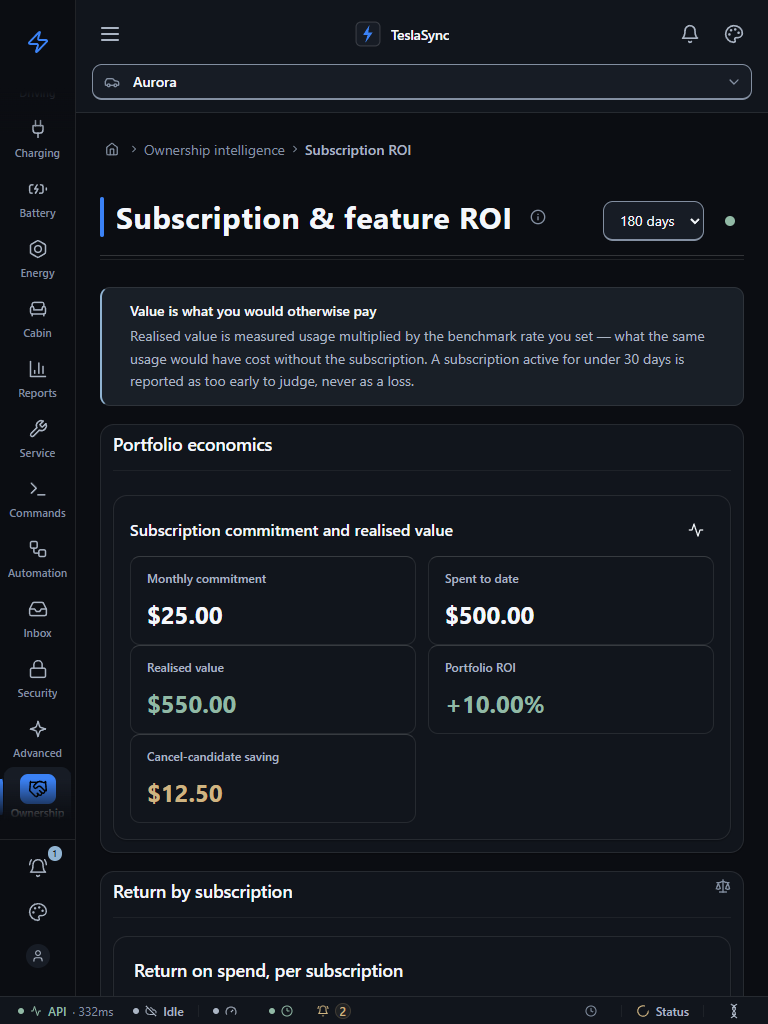 TeslaSync
Aurora
Driving
Charging
Battery
Energy
Cabin
Reports
Service
Commands
Automation
Inbox
Security
Advanced
Ownership
1
Ownership intelligence
Subscription ROI
Subscription & feature ROI
180 days
Value is what you would otherwise pay
Realised value is measured usage multiplied by the benchmark rate you set — what the same
usage would have cost without the subscription. A subscription active for under 30 days is
reported as too early to judge, never as a loss.
Portfolio economics
Subscription commitment and realised value
Monthly commitment
$25.00
Spent to date
$500.00
Realised value
$550.00
Portfolio ROI
+10.00%
Cancel-candidate saving
$12.50
Return by subscription
Return on spend, per subscription
API · 332ms
Idle
2
Status